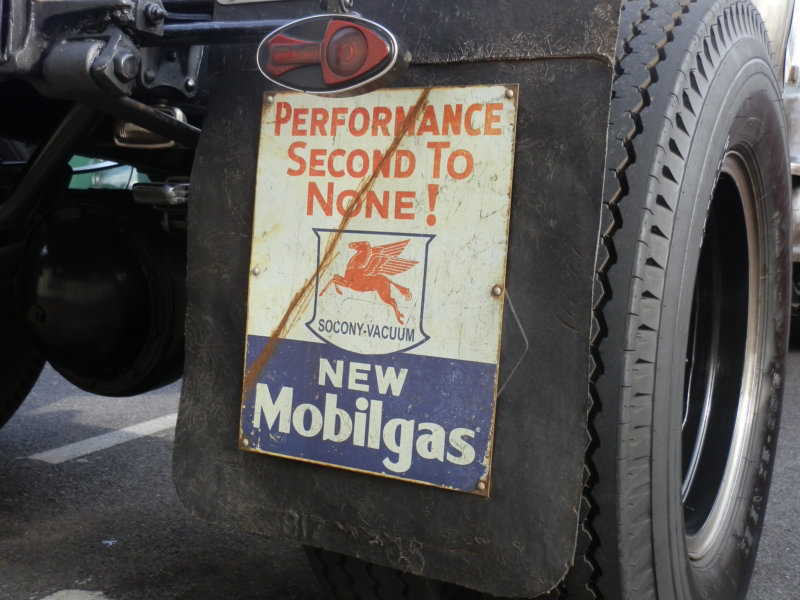 PERFORMANCE
SECOND TO
NONE!
SOCONY-VACUUM
NEW
Mobilgas